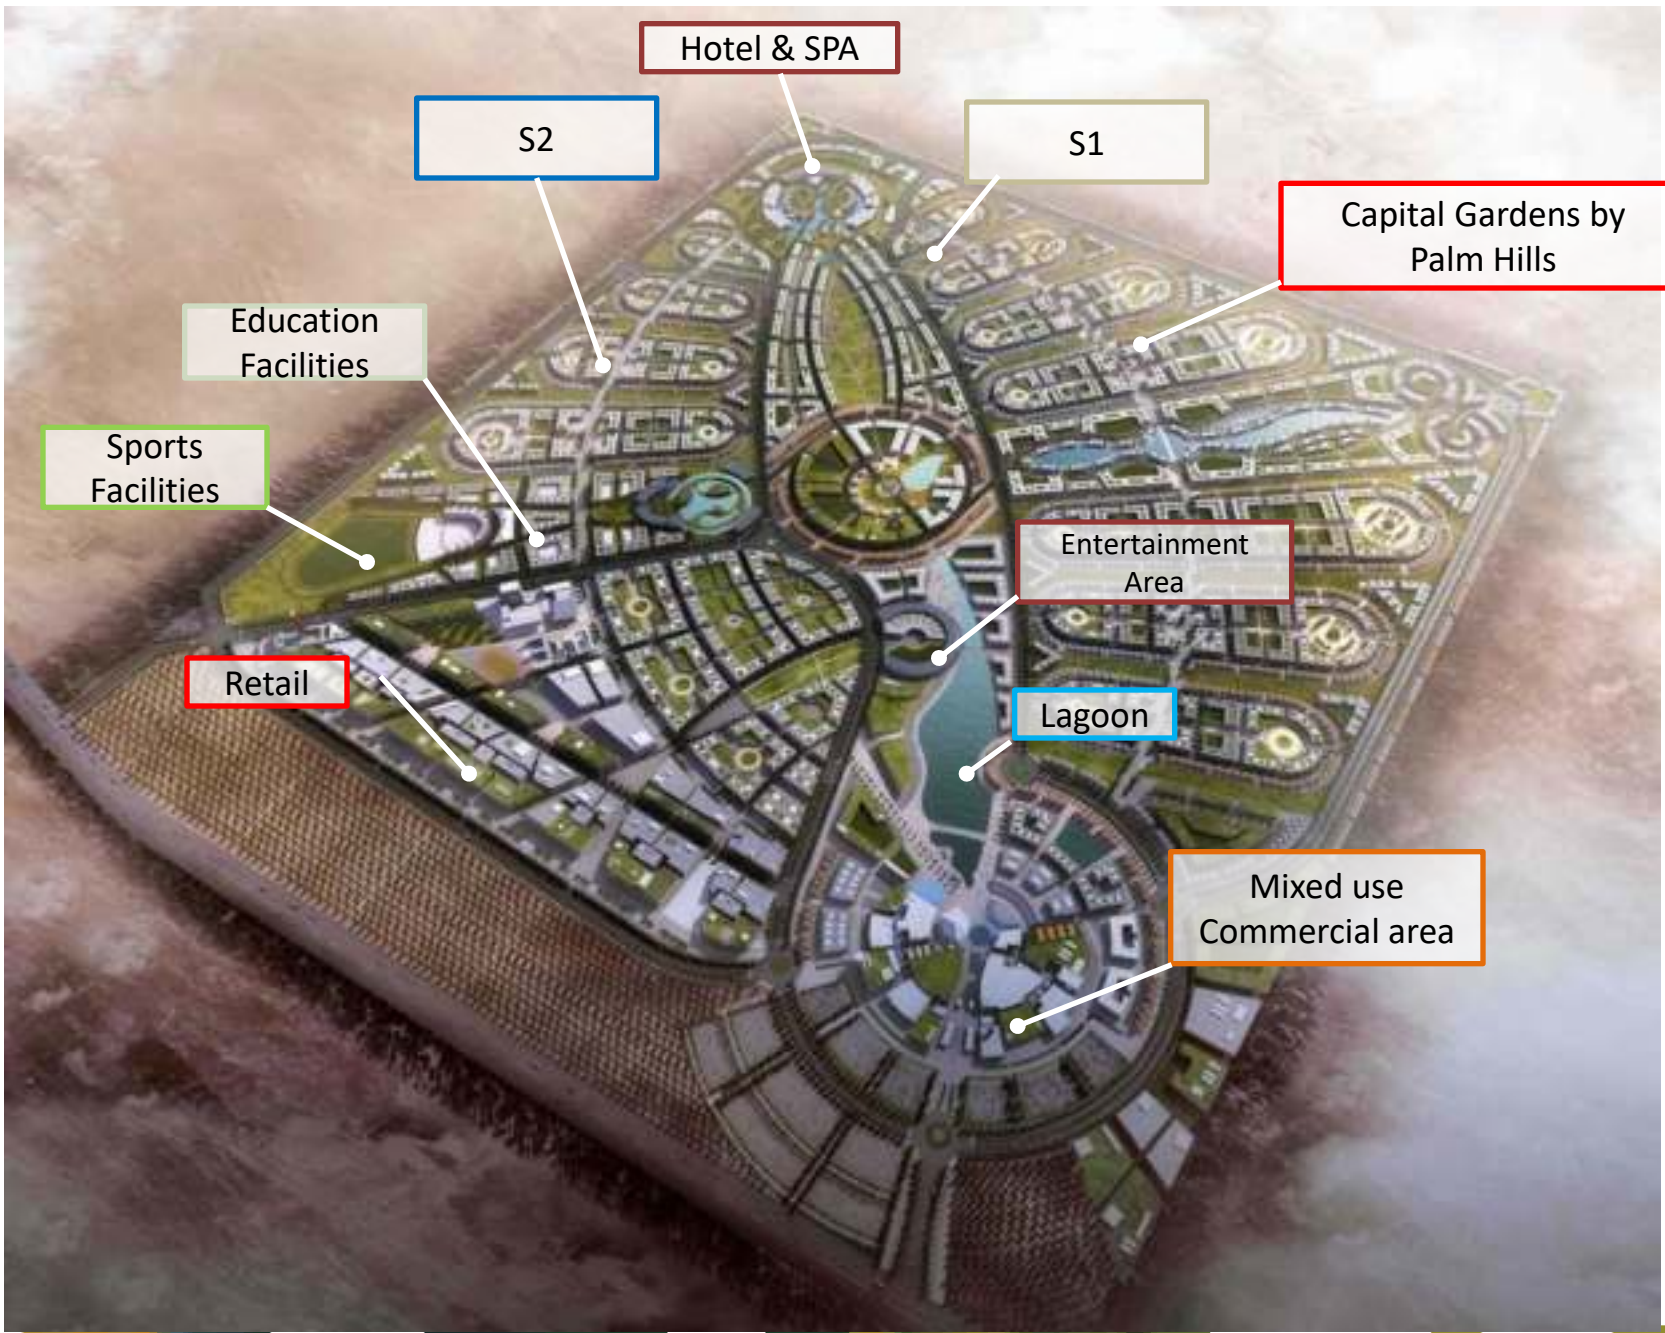 Hotel & SPA
S2
S1
Capital Gardens by
Palm Hills
Education
Facilities
Sports
Facilities
Entertainment
Area
Retail
Lagoon
Mixed use
Commercial area